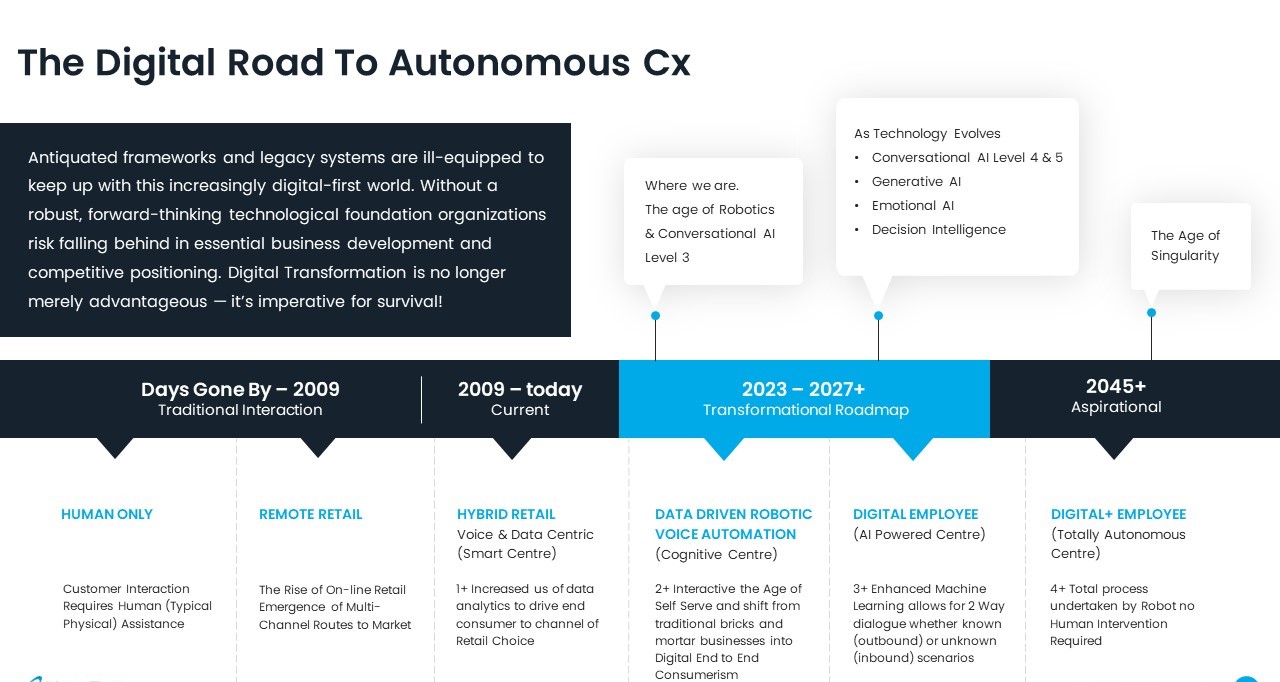 The Digital Road To Autonomous Cx
Antiquated frameworks and legacy systems are ill-equipped to
keep up with this increasingly digital-first world. Without a
robust, forward-thinking technological foundation organizations
risk falling behind in essential business development and
competitive positioning. Digital Transformation is no longer
merely advantageous — it's imperative for survival!
Where we are.
The age of Robotics
& Conversational AI
Level 3
As Technology Evolves
• Conversational AI Level 4 & 5
• Generative AI
• Emotional AI
• Decision Intelligence
The Age of
Singularity
Days Gone By – 2009
Traditional Interaction
2009 – today
Current
2023 – 2027+
Transformational Roadmap
2045+
Aspirational
HUMAN ONLY
Customer Interaction
Requires Human (Typical
Physical) Assistance
REMOTE RETAIL
The Rise of On-line Retail
Emergence of Multi-
Channel Routes to Market
HYBRID RETAIL
Voice & Data Centric
(Smart Centre)
1+ Increased us of data
analytics to drive end
consumer to channel of
Retail Choice
DATA DRIVEN ROBOTIC
VOICE AUTOMATION
(Cognitive Centre)
2+ Interactive the Age of
Self Serve and shift from
traditional bricks and
mortar businesses into
Digital End to End
Consumerism
DIGITAL EMPLOYEE
(AI Powered Centre)
3+ Enhanced Machine
Learning allows for 2 Way
dialogue whether known
(outbound) or unknown
(inbound) scenarios
DIGITAL+ EMPLOYEE
(Totally Autonomous
Centre)
4+ Total process
undertaken by Robot no
Human Intervention
Required